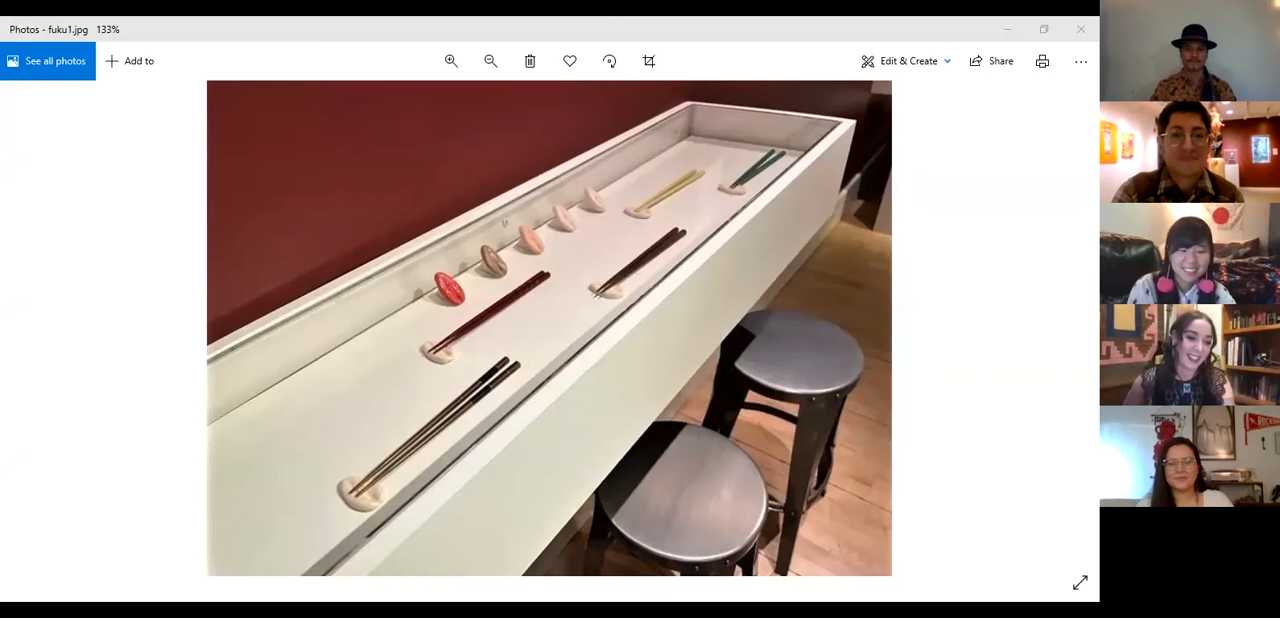 Photos - fuku1.jpg 133%
See all photos
Add to
Edit & Create
Share